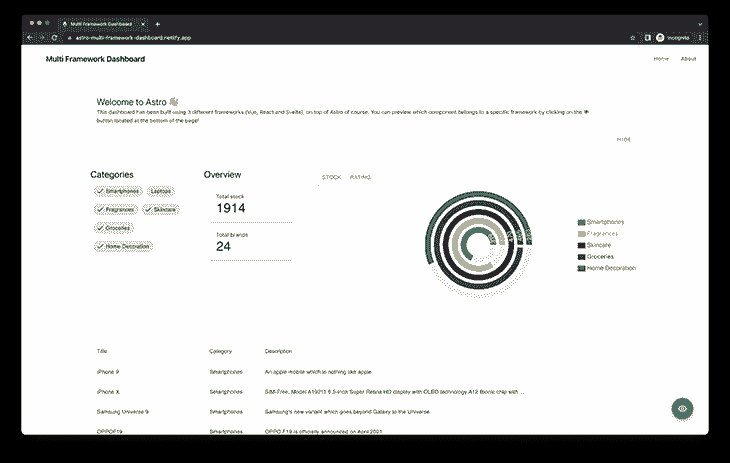 Multi Framework Dashboard
astro-multi-framework-dashboard.netlify.app
Incognito
Multi Framework Dashboard
Home About
Welcome to Astro 👋
This dashboard has been built using 3 different frameworks (Vue, React and Svelte), on top of Astro of course. You can preview which component belongs to a specific framework by clicking on the 👁
button located at the bottom of the page!
HIDE
Categories
Smartphones Laptops
Fragrances Skincare
Groceries
Home Decoration
Overview
Total stock
1914
Total brands
24
STOCK RATING
Smartphones
Fragrances
Skincare
Groceries
Home Decoration
Title Category Description
iPhone 9 Smartphones An apple mobile which is nothing like apple
iPhone X Smartphones SIM-Free, Model A19211 6.5-inch Super Retina HD display with OLED technology A12 Bionic chip with ...
Samsung Universe 9 Smartphones Samsung's new variant which goes beyond Galaxy to the Universe
OPPOF19 Smartphones OPPO F19 is officially announced on April 2021.